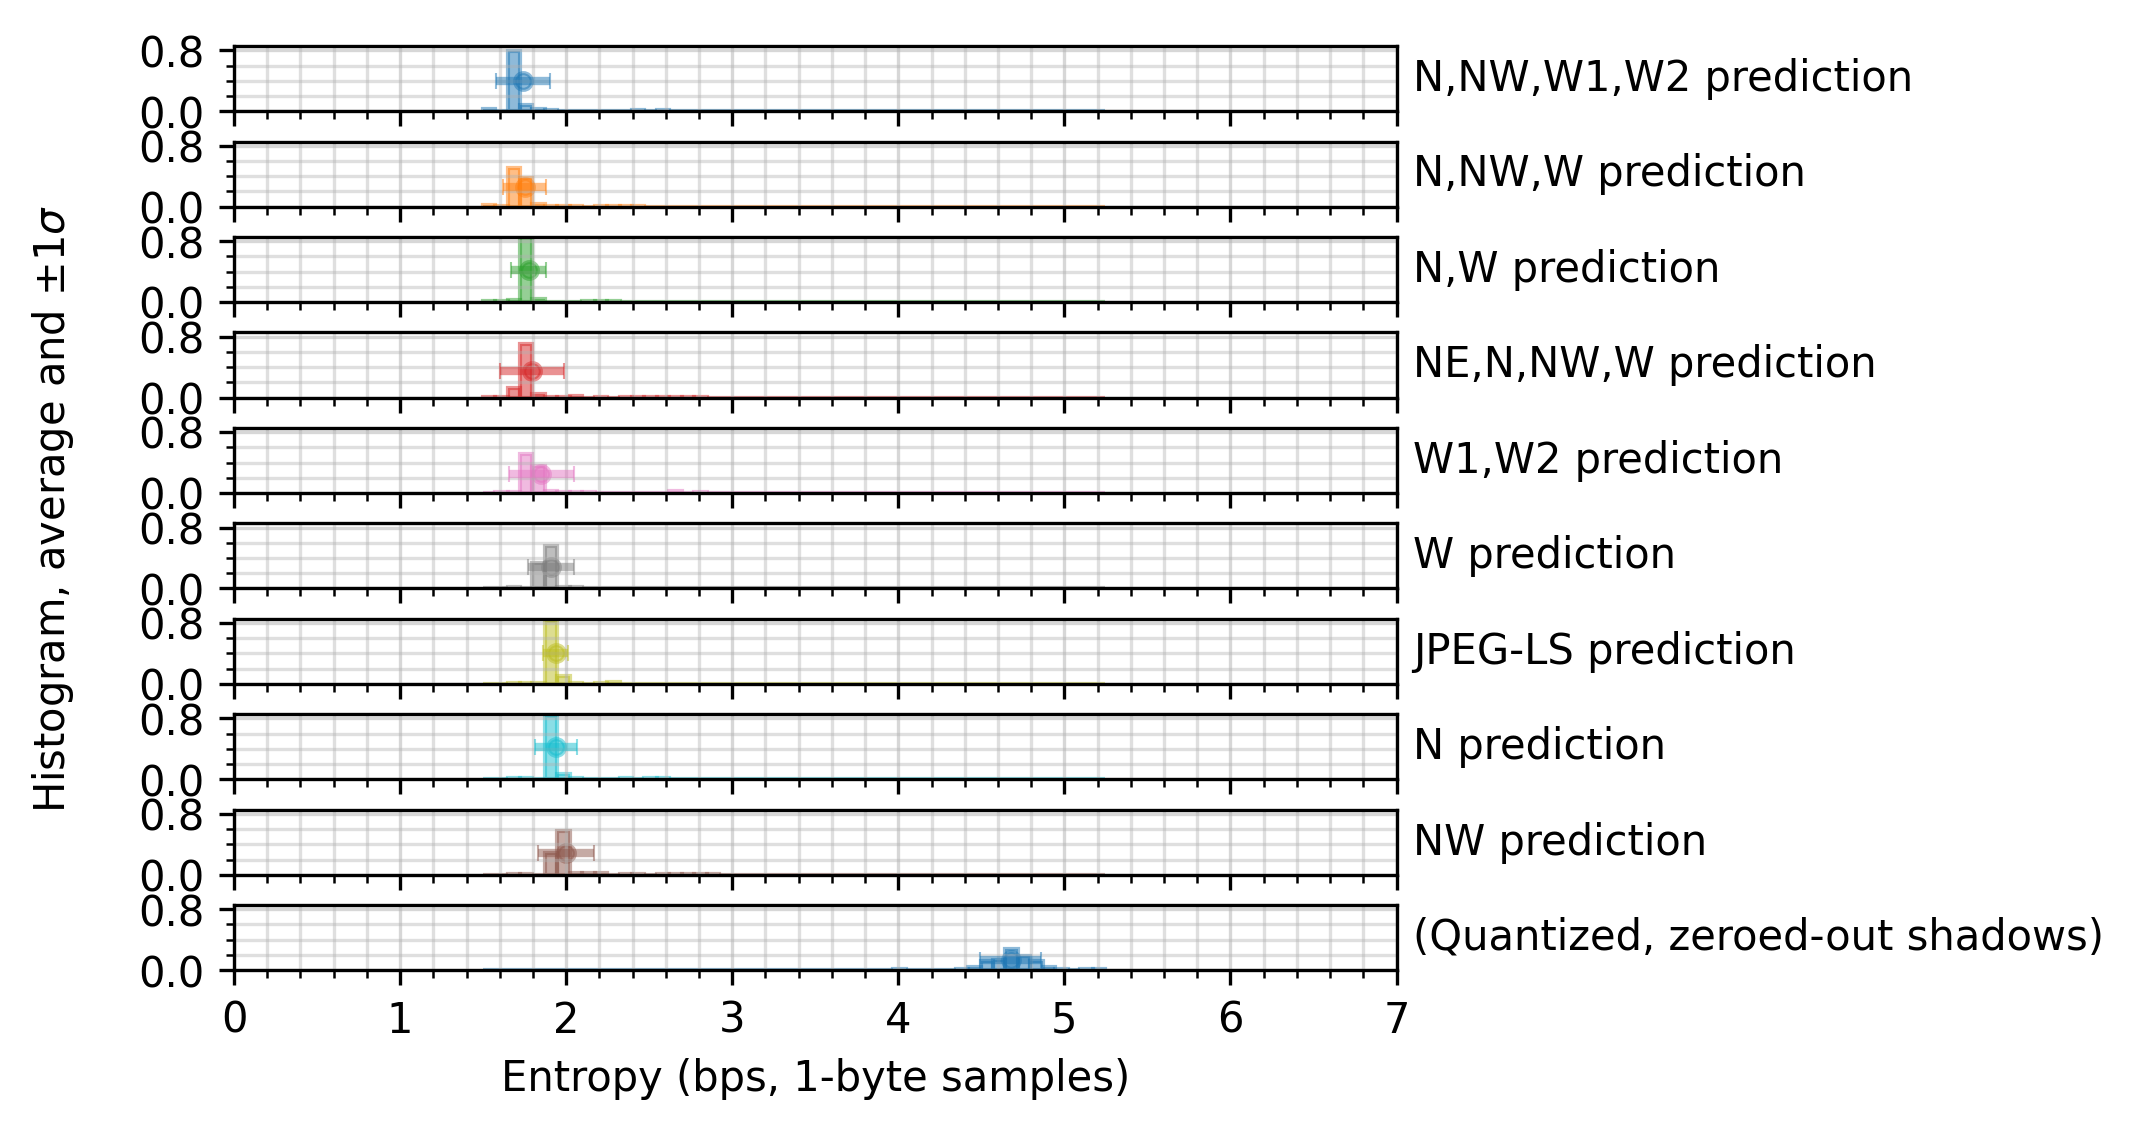 Histogram, average and ±1σ
0.8
0.0
N,NW,W1,W2 prediction
0.8
0.0
N,NW,W prediction
0.8
0.0
N,W prediction
0.8
0.0
NE,N,NW,W prediction
0.8
0.0
W1,W2 prediction
0.8
0.0
W prediction
0.8
0.0
JPEG-LS prediction
0.8
0.0
N prediction
0.8
0.0
NW prediction
0.8
0.0
(Quantized, zeroed-out shadows)
0 1 2 3 4 5 6 7
Entropy (bps, 1-byte samples)